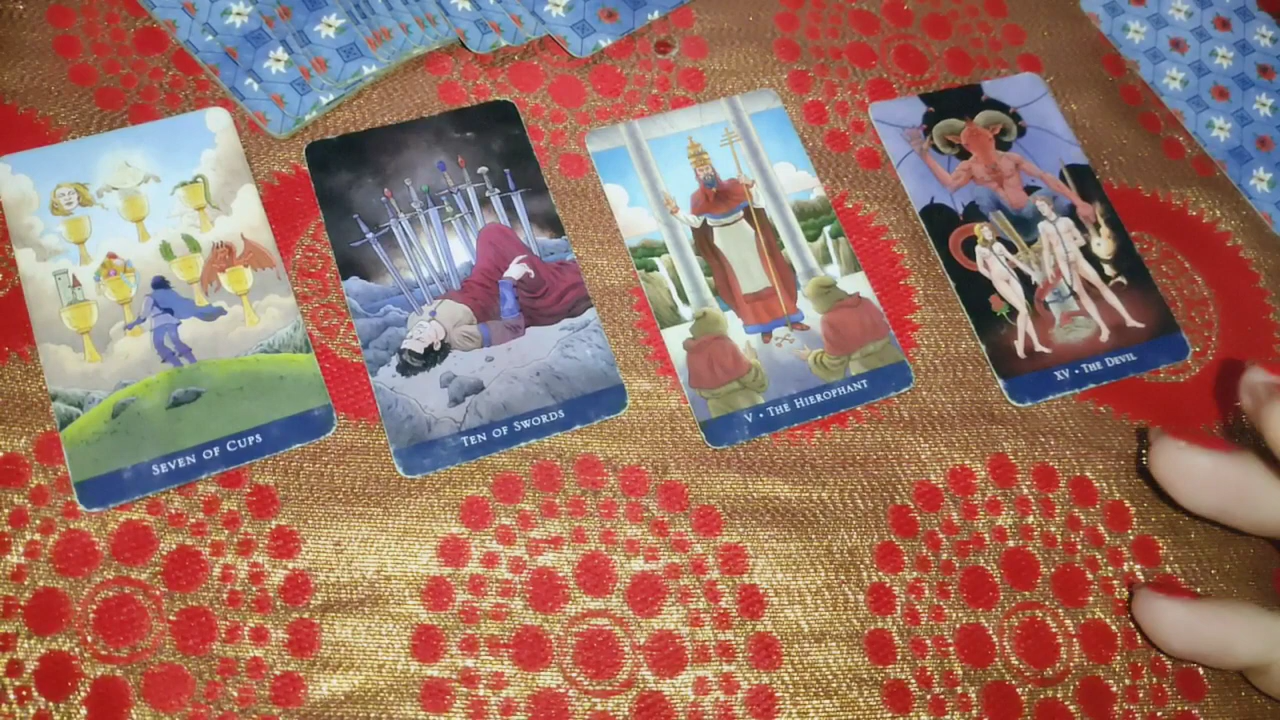 SEVEN OF CUPS
TEN OF SWORDS
V • THE HIEROPHANT
XV • THE DEVIL